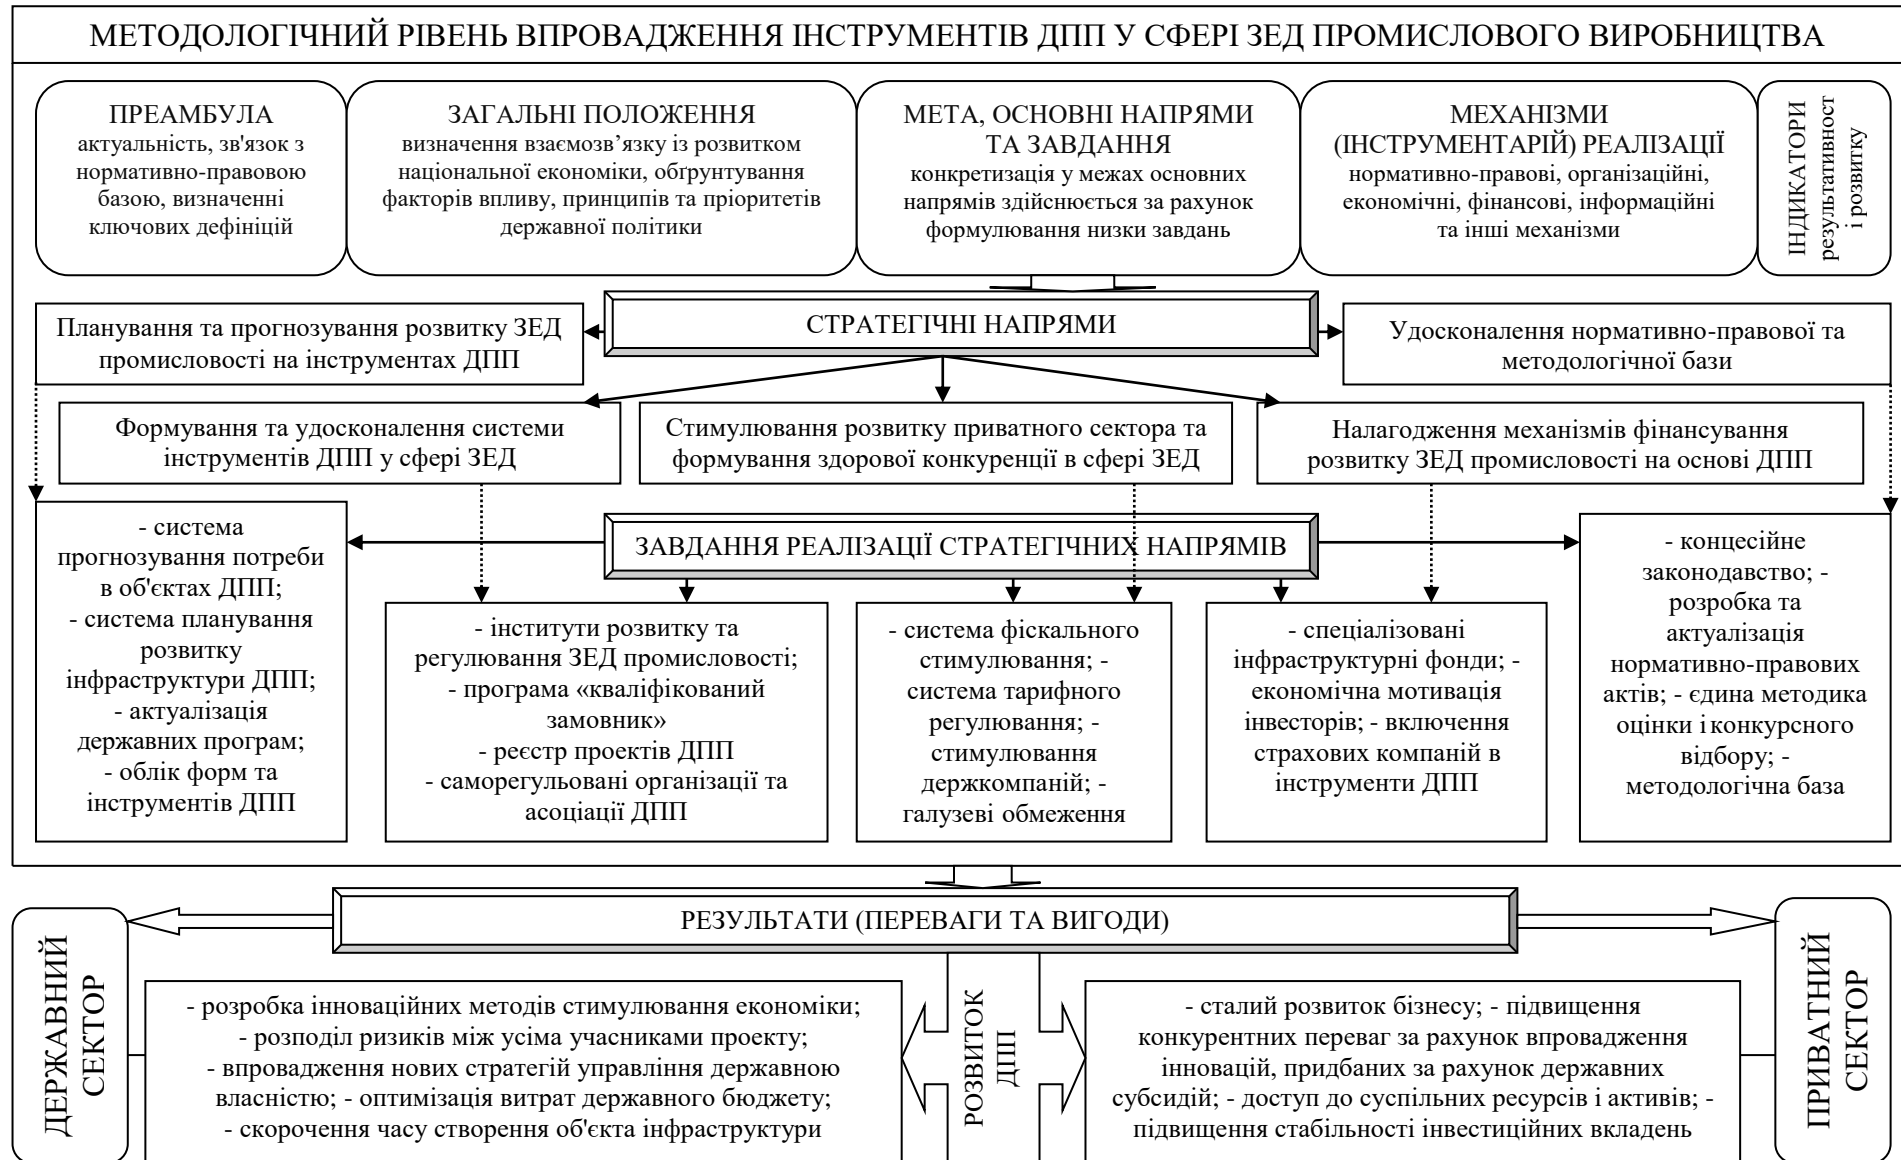 МЕТОДОЛОГІЧНИЙ РІВЕНЬ ВПРОВАДЖЕННЯ ІНСТРУМЕНТІВ ДПП У СФЕРІ ЗЕД ПРОМИСЛОВОГО ВИРОБНИЦТВА
ПРЕАМБУЛА
актуальність, зв'язок з
нормативно-правовою
базою, визначенні
ключових дефініцій
ЗАГАЛЬНІ ПОЛОЖЕННЯ
визначення взаємозв’язку із розвитком
національної економіки, обґрунтування
факторів впливу, принципів та пріоритетів
державної політики
МЕТА, ОСНОВНІ НАПРЯМИ
ТА ЗАВДАННЯ
конкретизація у межах основних
напрямів здійснюється за рахунок
формулювання низки завдань
МЕХАНІЗМИ
(ІНСТРУМЕНТАРІЙ) РЕАЛІЗАЦІЇ
нормативно-правові, організаційні,
економічні, фінансові, інформаційні
та інші механізми
ІНДИКАТОРИ
результативност
і розвитку
СТРАТЕГІЧНІ НАПРЯМИ
Планування та прогнозування розвитку ЗЕД
промисловості на інструментах ДПП
Удосконалення нормативно-правової та
методологічної бази
Формування та удосконалення системи
інструментів ДПП у сфері ЗЕД
Стимулювання розвитку приватного сектора та
формування здорової конкуренції в сфері ЗЕД
Налагодження механізмів фінансування
розвитку ЗЕД промисловості на основі ДПП
ЗАВДАННЯ РЕАЛІЗАЦІЇ СТРАТЕГІЧНИХ НАПРЯМІВ
- система
прогнозування потреби
в об'єктах ДПП;
- система планування
розвитку
інфраструктури ДПП;
- актуалізація
державних програм;
- облік форм та
інструментів ДПП
- інститути розвитку та
регулювання ЗЕД промисловості;
- програма «кваліфікований
замовник»
- реєстр проектів ДПП
- саморегульовані організації та
асоціації ДПП
- система фіскального
стимулювання; -
система тарифного
регулювання; -
стимулювання
держкомпаній; -
галузеві обмеження
- спеціалізовані
інфраструктурні фонди; -
економічна мотивація
інвесторів; - включення
страхових компаній в
інструменти ДПП
- концесійне
законодавство; -
розробка та
актуалізація
нормативно-правових
актів; - єдина методика
оцінки і конкурсного
відбору; -
методологічна база
РЕЗУЛЬТАТИ (ПЕРЕВАГИ ТА ВИГОДИ)
ДЕРЖАВНИЙ
СЕКТОР
- розробка інноваційних методів стимулювання економіки;
- розподіл ризиків між усіма учасниками проекту;
- впровадження нових стратегій управління державною
власністю; - оптимізація витрат державного бюджету;
- скорочення часу створення об'єкта інфраструктури
РОЗВИТОК
ДПП
- сталий розвиток бізнесу; - підвищення
конкурентних переваг за рахунок впровадження
інновацій, придбаних за рахунок державних
субсидій; - доступ до суспільних ресурсів і активів; -
підвищення стабільності інвестиційних вкладень
ПРИВАТНИЙ
СЕКТОР